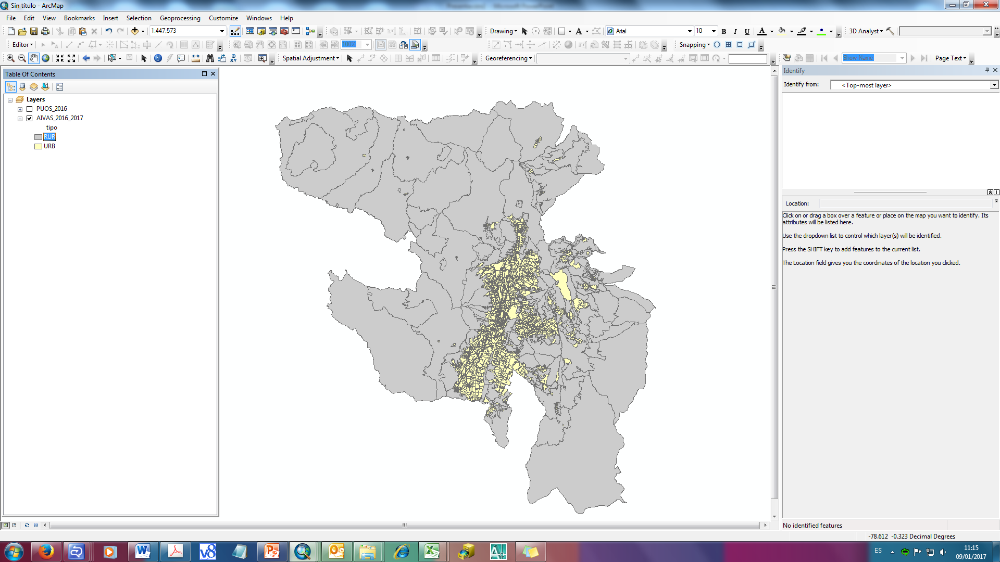 Sin título - ArcMap
File Edit View Bookmarks Insert Selection Geoprocessing Customize Windows Help
1:447,573
Drawing
Arial
10
B I U
3D Analyst
Editor
100%
Snapping
Spatial Adjustment
Georeferencing
Show Name
Page Text
Table Of Contents
Layers
PUOS_2016
AIVAS_2016_2017
tipo
RUR
URB
Identify
Identify from:
<Top-most layer>
Location:
Click on or drag a box over a feature or place on the map you want to identify. Its
attributes will be listed here.
Use the dropdown list to control which layer(s) will be identified.
Press the SHIFT key to add features to the current list.
The Location field gives you the coordinates of the location you clicked.
No identified features
-78.612 -0.323 Decimal Degrees
ES
11:15
09/01/2017